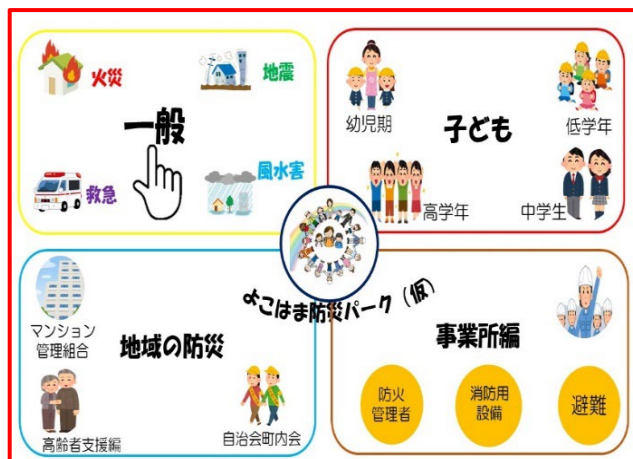 火災
地震
一般
救急
風水害
幼児期
子ども
低学年
高学年
中学生
よこはま防災パーク（仮）
マンション
管理組合
地域の防災
高齢者支援編
自治会町内会
事業所編
防火
管理者
消防用
設備
避難